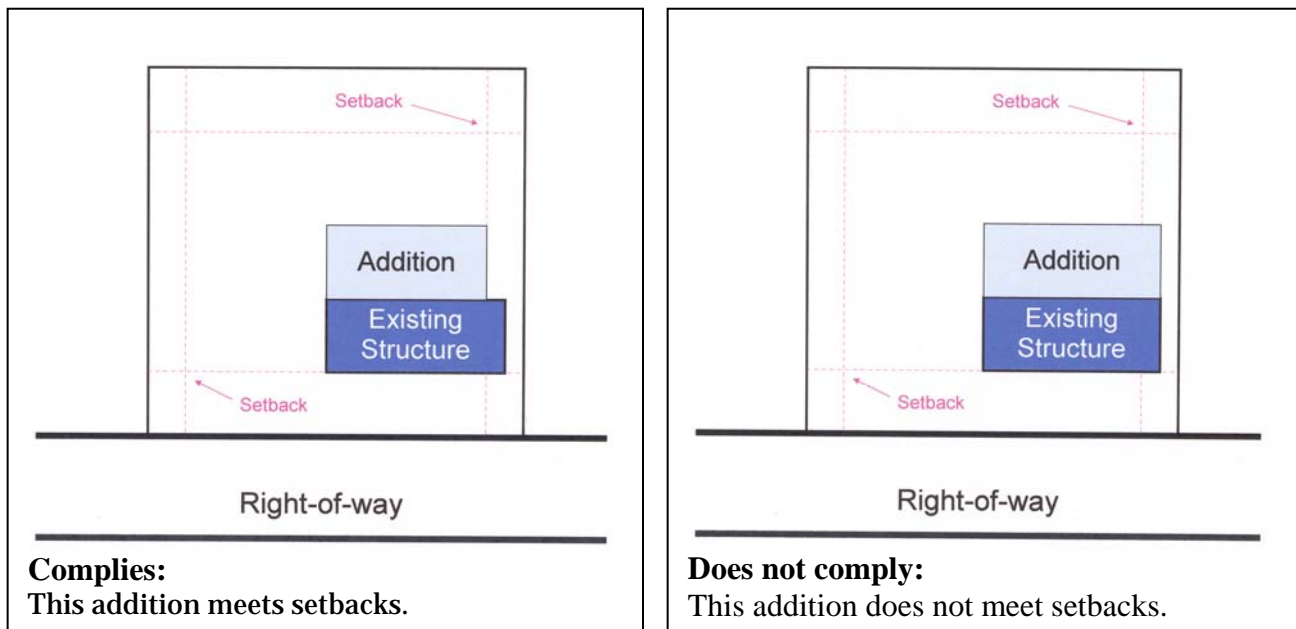 Setback
Addition
Existing
Structure
Setback
Right-of-way
Complies:
This addition meets setbacks.
Setback
Addition
Existing
Structure
Setback
Right-of-way
Does not comply:
This addition does not meet setbacks.